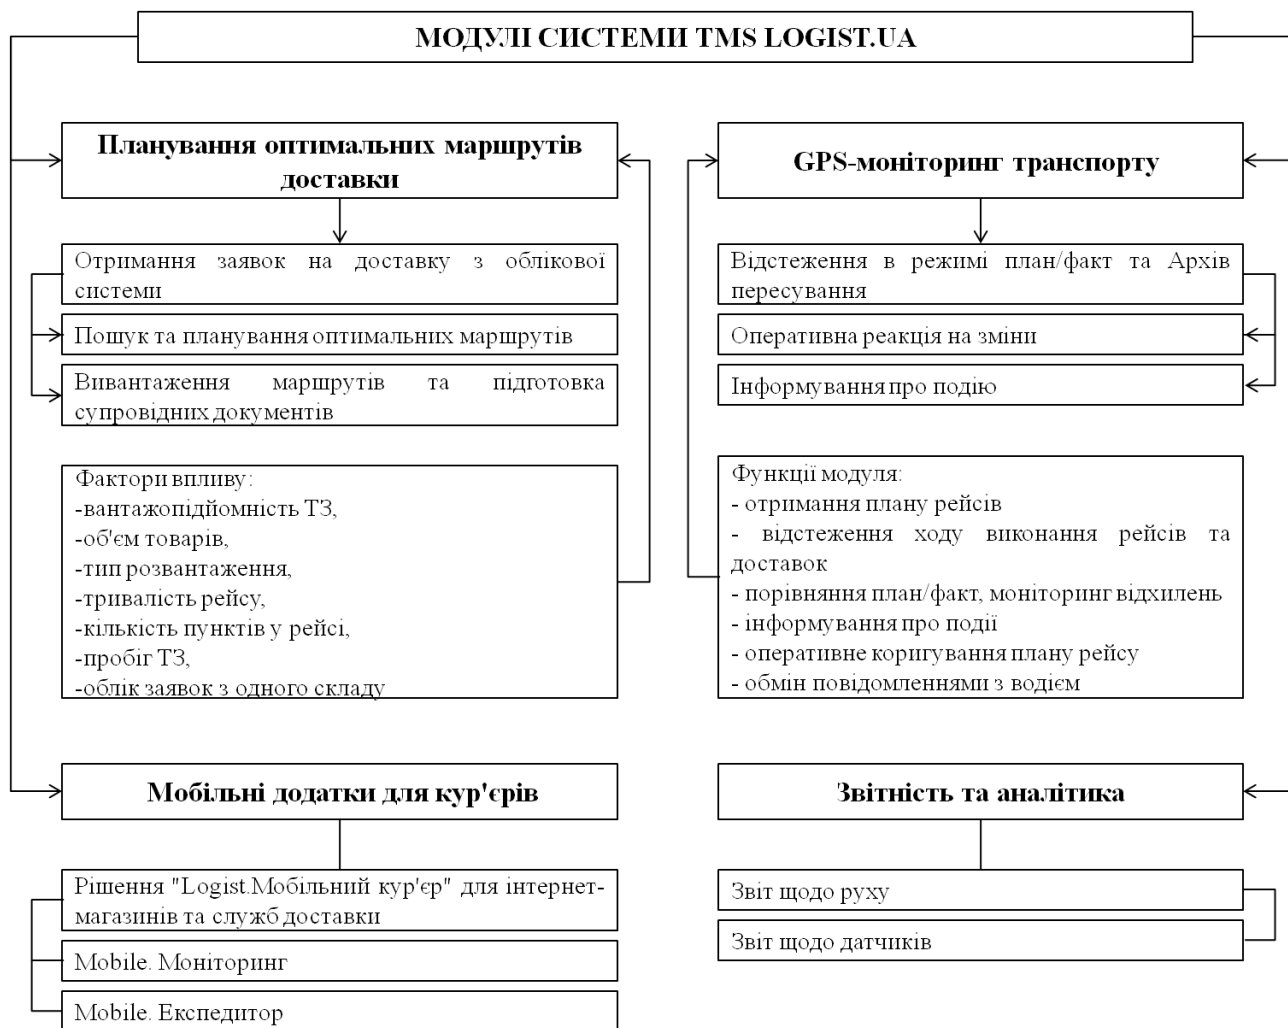 МОДУЛІ СИСТЕМИ TMS LOGIST.UA
Планування оптимальних маршрутів
доставки
Отримання заявок на доставку з облікової
системи
Пошук та планування оптимальних маршрутів
Вивантаження маршрутів та підготовка
супровідних документів
Фактори впливу:
-вантажопідйомність ТЗ,
-об'єм товарів,
-тип розвантаження,
-тривалість рейсу,
-кількість пунктів у рейсі,
-пробіг ТЗ,
-облік заявок з одного складу
GPS-моніторинг транспорту
Відстеження в режимі план/факт та Архів
пересування
Оперативна реакція на зміни
Інформування про подію
Функції модуля:
- отримання плану рейсів
- відстеження ходу виконання рейсів та
доставок
- порівняння план/факт, моніторинг відхилень
- інформування про події
- оперативне коригування плану рейсу
- обмін повідомленнями з водієм
Мобільні додатки для кур'єрів
Рішення "Logist.Мобільний кур'єр" для інтернет-
магазинів та служб доставки
Mobile. Моніторинг
Mobile. Експедитор
Звітність та аналітика
Звіт щодо руху
Звіт щодо датчиків